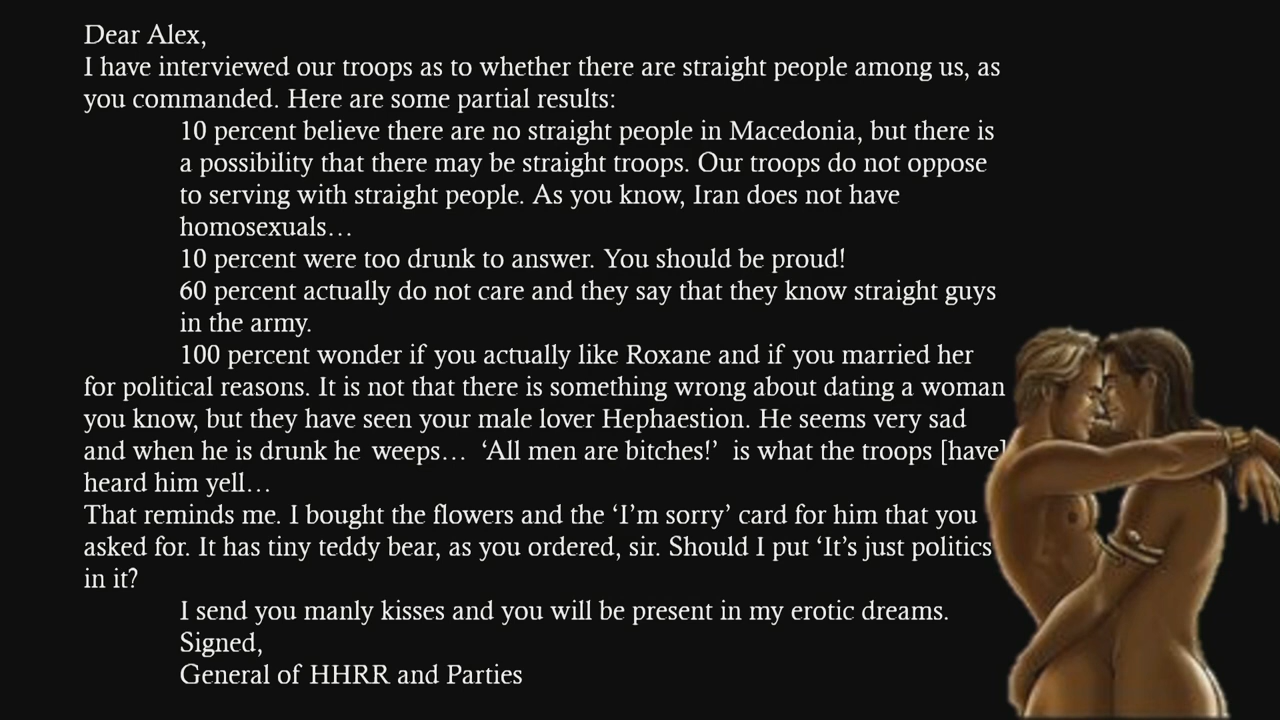 Dear Alex,
I have interviewed our troops as to whether there are straight people among us, as
you commanded. Here are some partial results:
10 percent believe there are no straight people in Macedonia, but there is
a possibility that there may be straight troops. Our troops do not oppose
to serving with straight people. As you know, Iran does not have
homosexuals…
10 percent were too drunk to answer. You should be proud!
60 percent actually do not care and they say that they know straight guys
in the army.
100 percent wonder if you actually like Roxane and if you married her
for political reasons. It is not that there is something wrong about dating a woman
you know, but they have seen your male lover Hephaestion. He seems very sad
and when he is drunk he weeps… ‘All men are bitches!’ is what the troops [have]
heard him yell…
That reminds me. I bought the flowers and the ‘I’m sorry’ card for him that you
asked for. It has tiny teddy bear, as you ordered, sir. Should I put ‘It’s just politics
in it?
I send you manly kisses and you will be present in my erotic dreams.
Signed,
General of HHRR and Parties